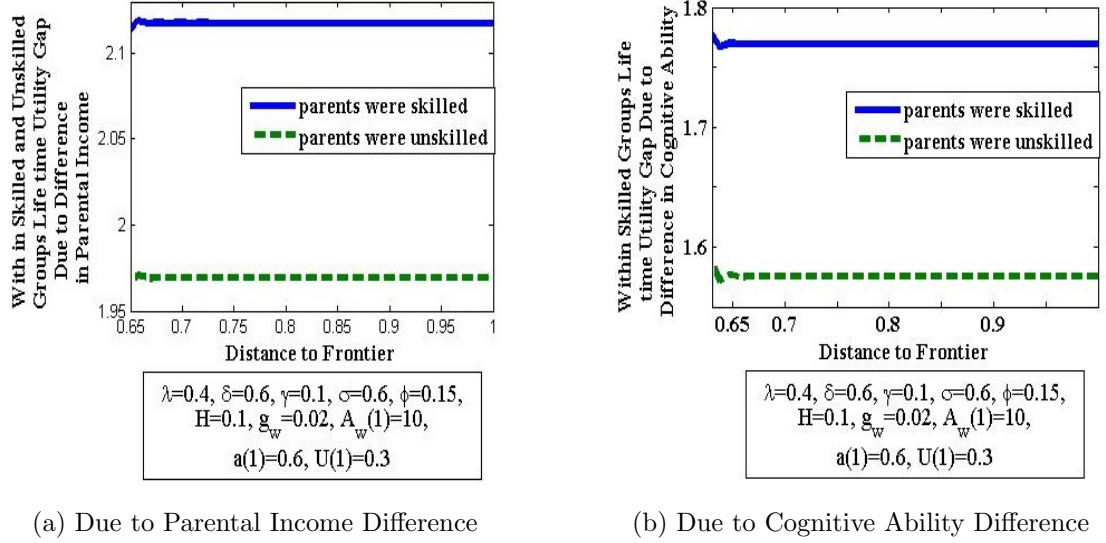 With in Skilled and Unskilled
Groups Life time Utility Gap
Due to Difference
in Parental Income
2.1
2.05
2
1.95
parents were skilled
parents were unskilled
0.65 0.7 0.75 0.8 0.85 0.9 0.95 1
Distance to Frontier
λ=0.4, δ=0.6, γ=0.1, σ=0.6, ϕ=0.15,
H=0.1, g_w=0.02, A_w(1)=10,
a(1)=0.6, U(1)=0.3
(a) Due to Parental Income Difference
Within Skilled Groups Life
time Utility Gap Due to
Difference in Cognitive Ability
1.8
1.7
1.6
parents were skilled
parents were unskilled
0.65 0.7 0.8 0.9
Distance to Frontier
λ=0.4, δ=0.6, γ=0.1, σ=0.6, ϕ=0.15,
H=0.1, g_w=0.02, A_w(1)=10,
a(1)=0.6, U(1)=0.3
(b) Due to Cognitive Ability Difference